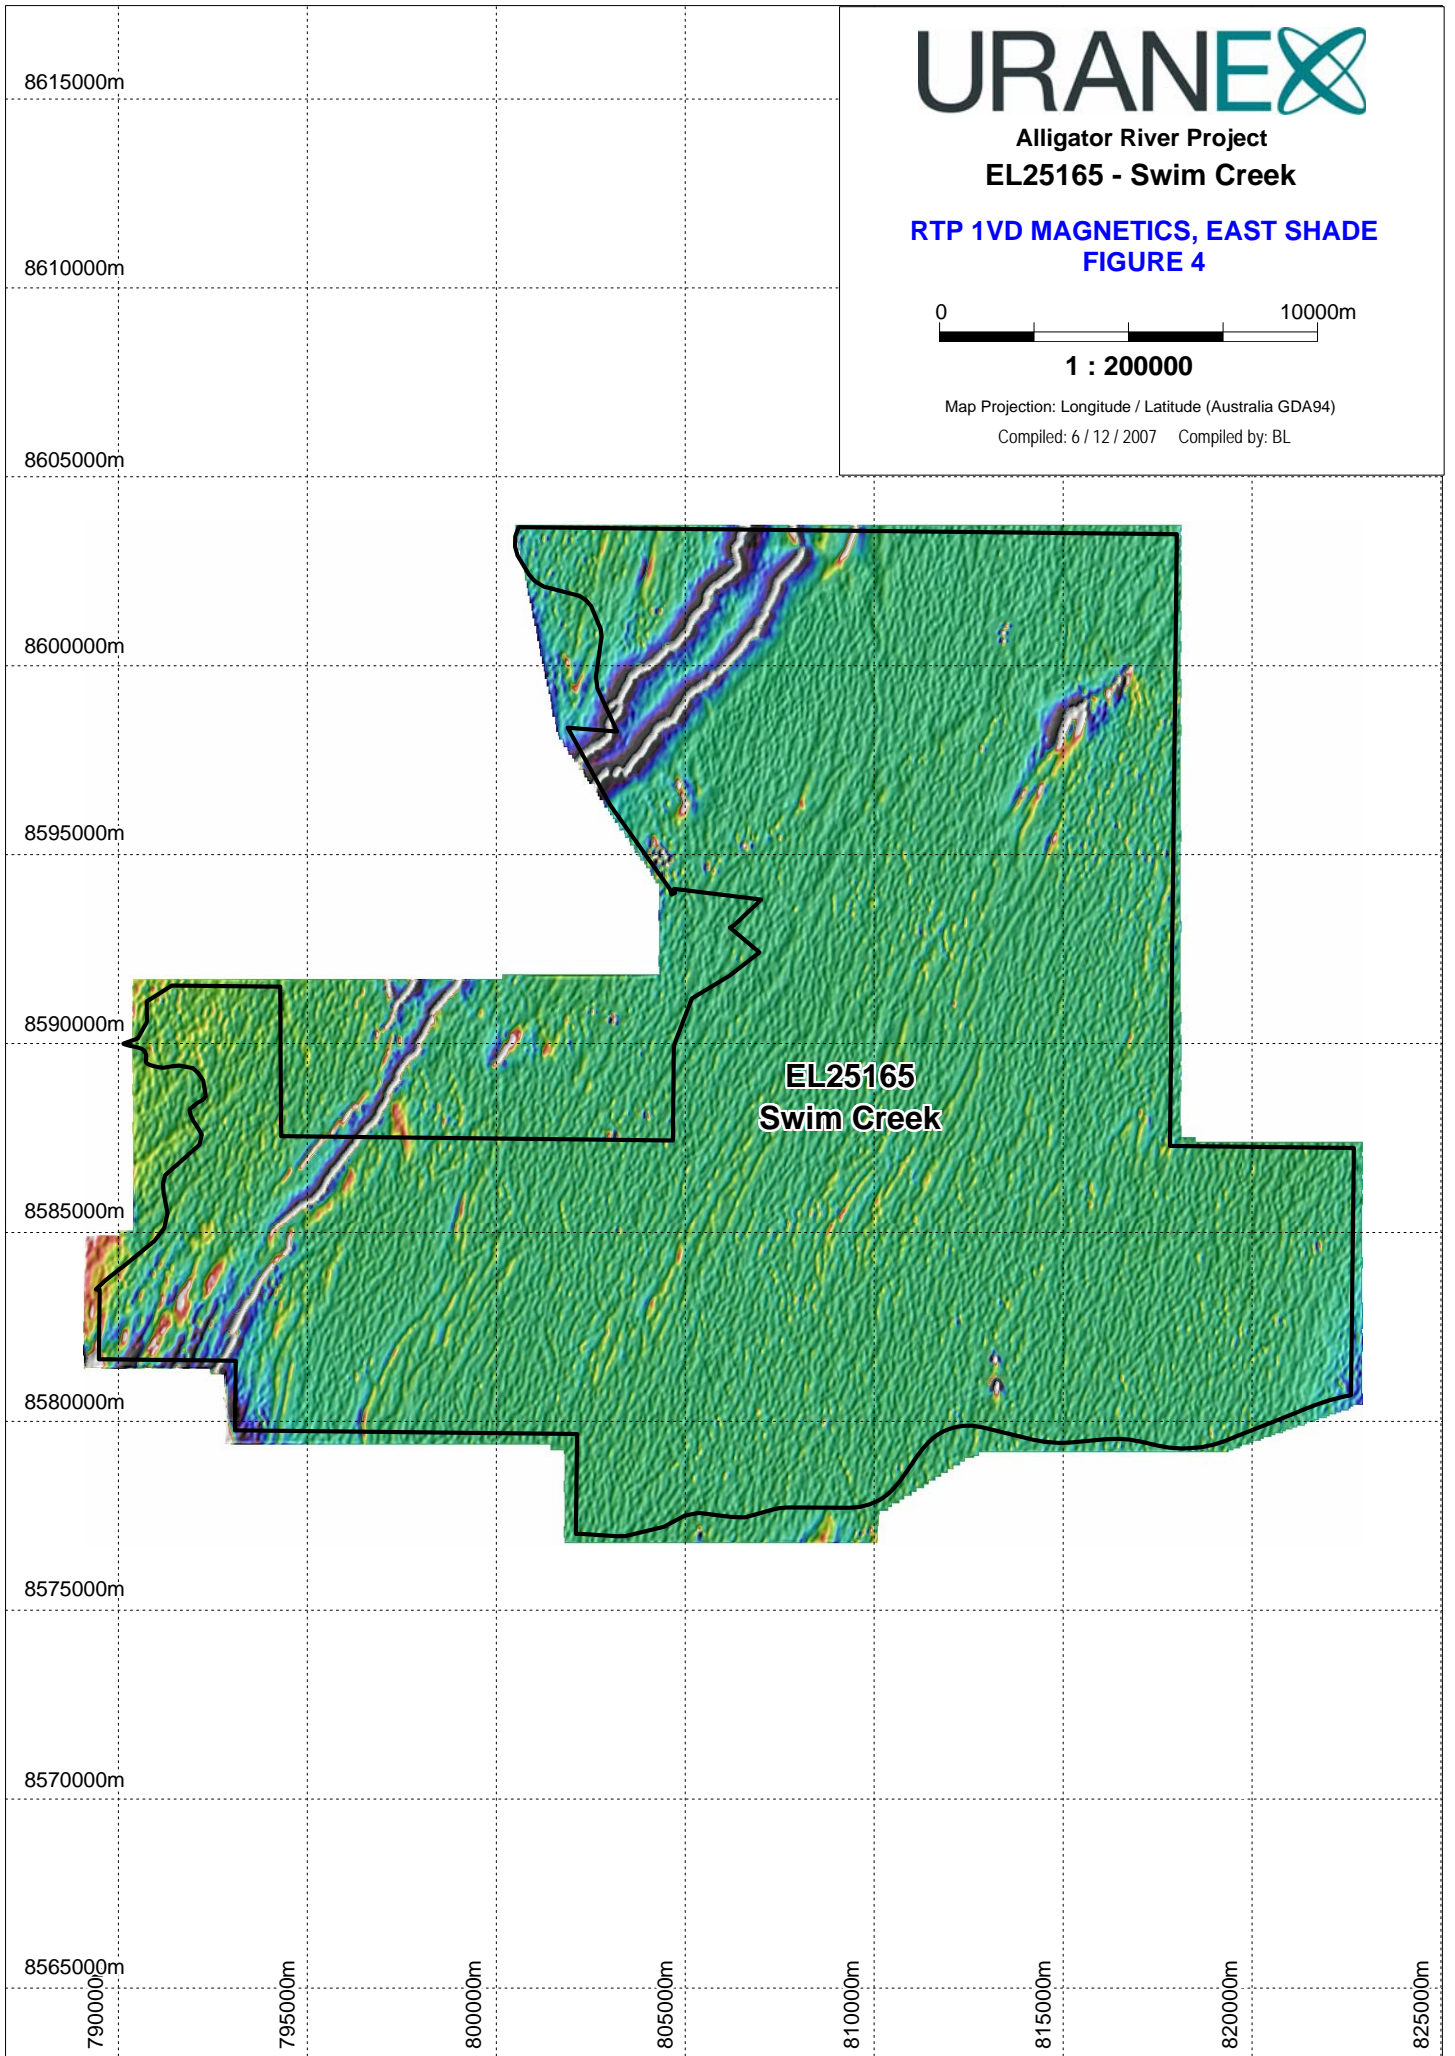 URANEX
Alligator River Project
EL25165 - Swim Creek
RTP 1VD MAGNETICS, EAST SHADE
FIGURE 4
0 10000m
1 : 200000
Map Projection: Longitude / Latitude (Australia GDA94)
Compiled: 6 / 12 / 2007 Compiled by: BL
8615000m
8610000m
8605000m
8600000m
8595000m
8590000m
8585000m
8580000m
8575000m
8570000m
8565000m
EL25165
Swim Creek
790000m
795000m
800000m
805000m
810000m
815000m
820000m
825000m